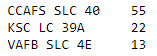 CCAFS SLC 40    55
KSC LC 39A      22
VAFB SLC 4E     13